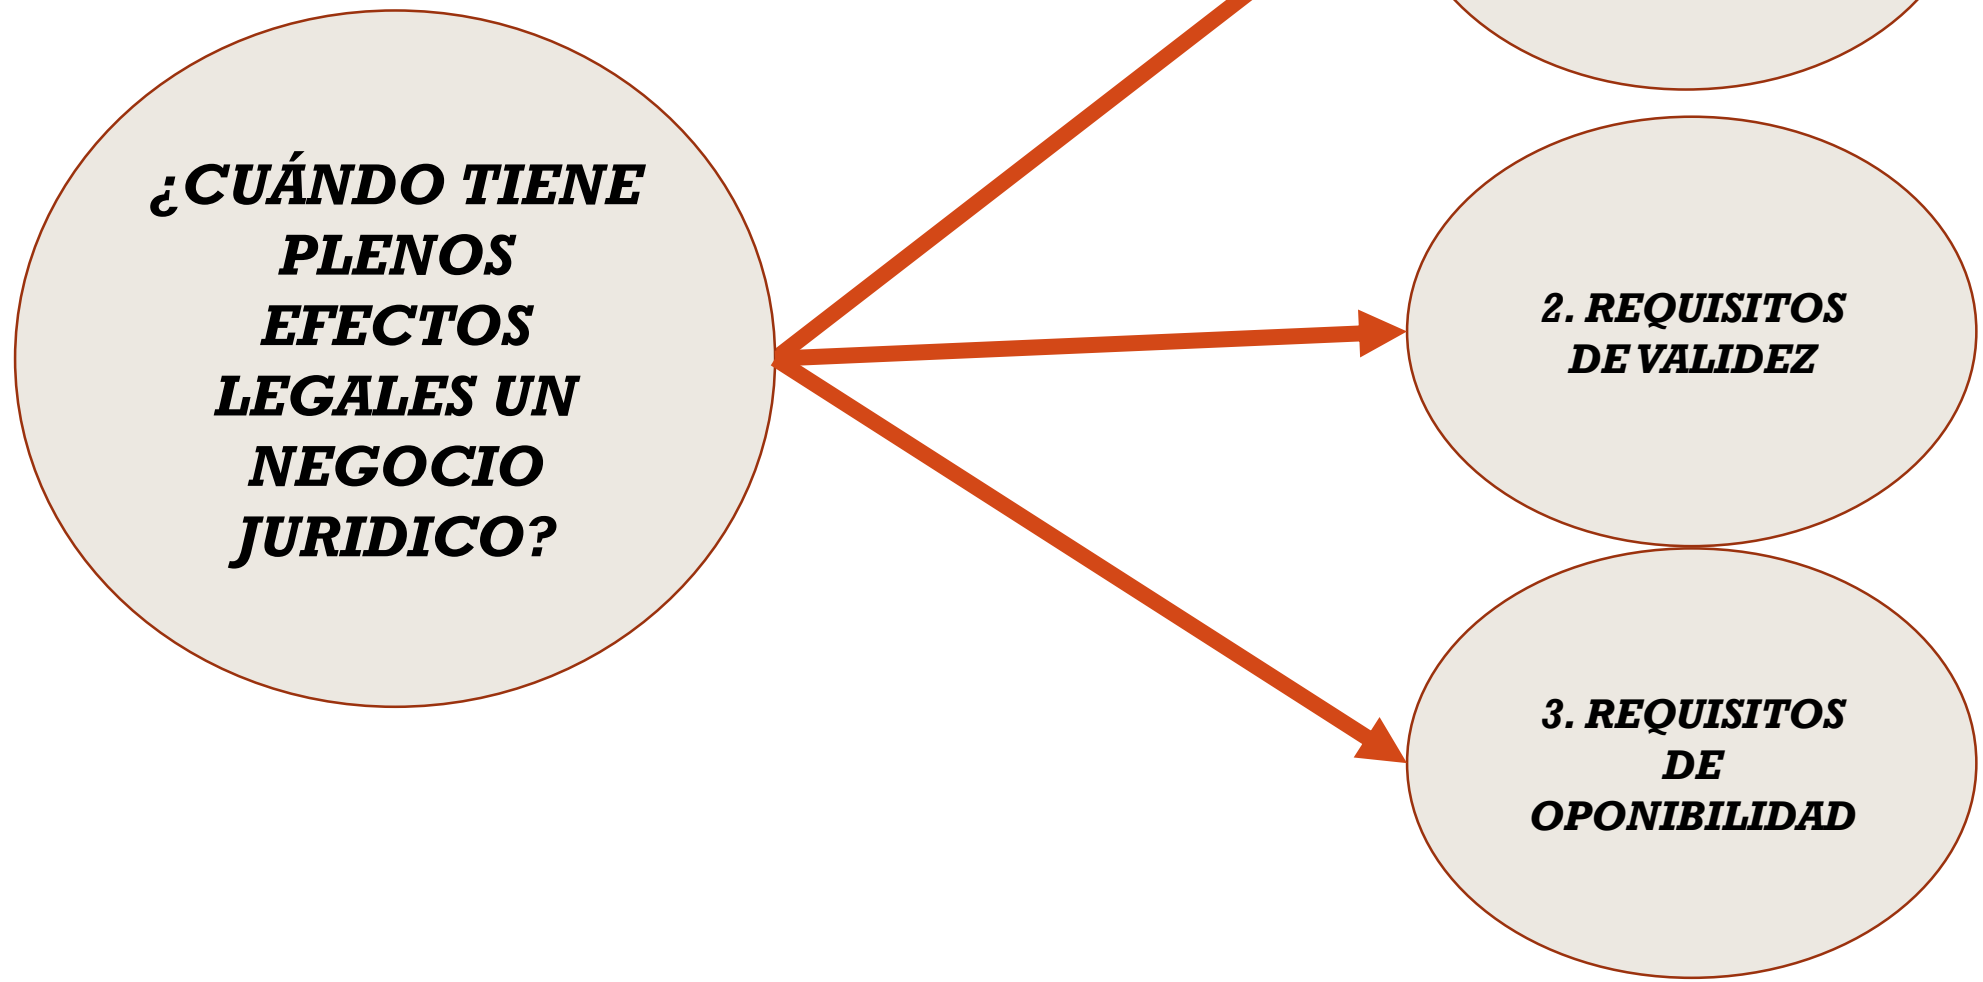 ¿CUÁNDO TIENE
PLENOS
EFECTOS
LEGALES UN
NEGOCIO
JURIDICO?
2. REQUISITOS
DE VALIDEZ
3. REQUISITOS
DE
OPONIBILIDAD